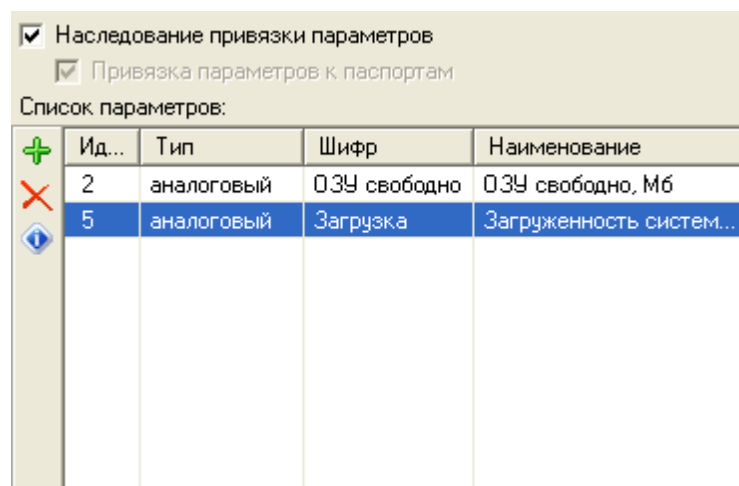 Наследование привязки параметров
Привязка параметров к паспортам
Список параметров:
Ид... Тип Шифр Наименование
2 аналоговый ОЗУ свободно ОЗУ свободно, Мб
5 аналоговый Загрузка Загруженность систем...